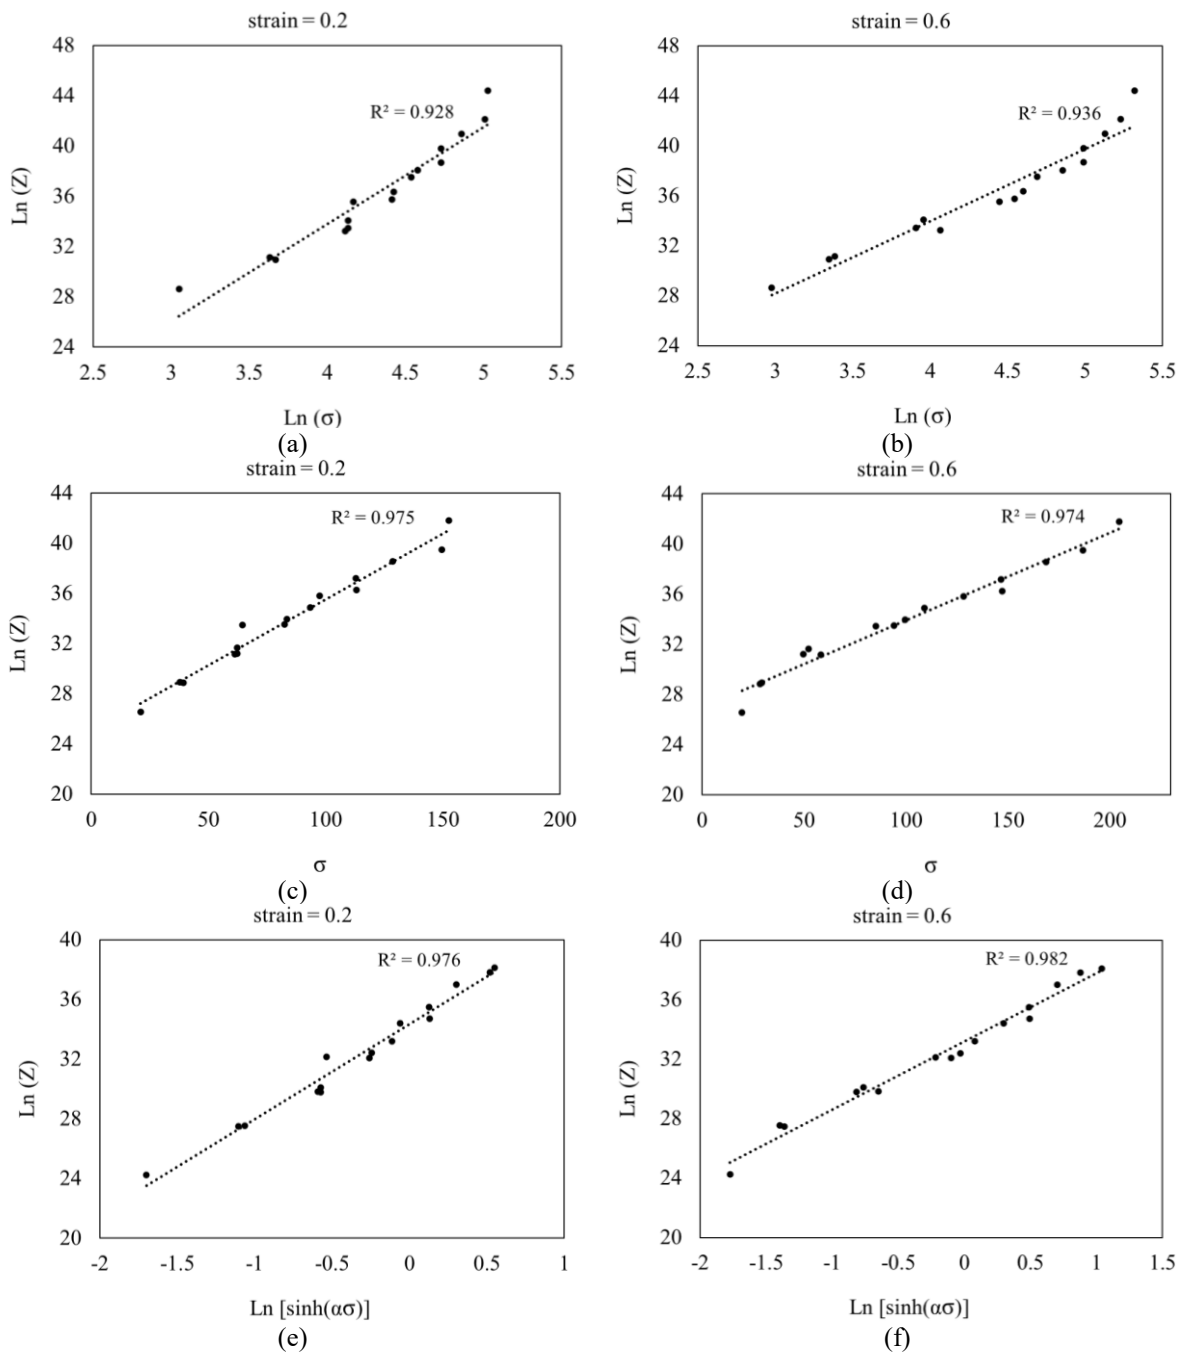 strain = 0.2
48
44
40
36
32
28
24
Ln (Z)
R² = 0.928
2.5 3 3.5 4 4.5 5 5.5
Ln (σ)
(a)
strain = 0.6
48
44
40
36
32
28
24
Ln (Z)
R² = 0.936
2.5 3 3.5 4 4.5 5 5.5
Ln (σ)
(b)
strain = 0.2
44
40
36
32
28
24
20
Ln (Z)
R² = 0.975
0 50 100 150 200
σ
(c)
strain = 0.6
44
40
36
32
28
24
20
Ln (Z)
R² = 0.974
0 50 100 150 200
σ
(d)
strain = 0.2
40
36
32
28
24
20
Ln (Z)
R² = 0.976
-2 -1.5 -1 -0.5 0 0.5 1
Ln [sinh(ασ)]
(e)
strain = 0.6
40
36
32
28
24
20
Ln (Z)
R² = 0.982
-2 -1.5 -1 -0.5 0 0.5 1 1.5
Ln [sinh(ασ)]
(f)